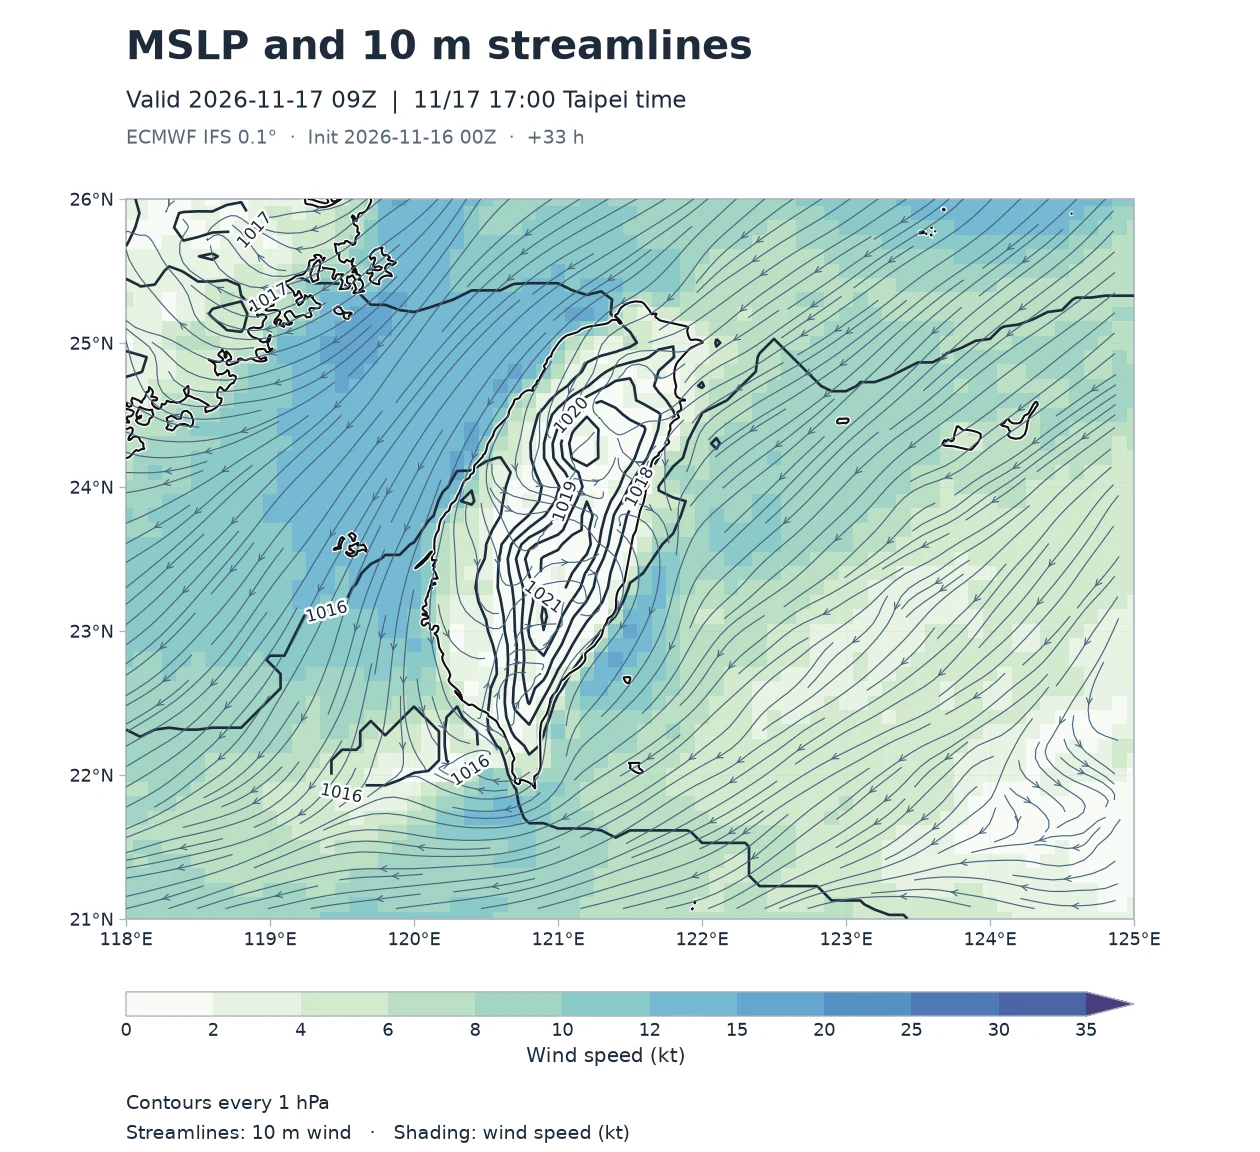 MSLP and 10 m streamlines
Valid 2026-11-17 09Z | 11/17 17:00 Taipei time
ECMWF IFS 0.1° · Init 2026-11-16 00Z · +33 h
26°N
1017
1017
25°N
1020
24°N
1019
1018
1016
1021
23°N
22°N
1016
1016
21°N
118°E 119°E 120°E 121°E 122°E 123°E 124°E 125°E
0 2 4 6 8 10 12 15 20 25 30 35
Wind speed (kt)
Contours every 1 hPa
Streamlines: 10 m wind · Shading: wind speed (kt)